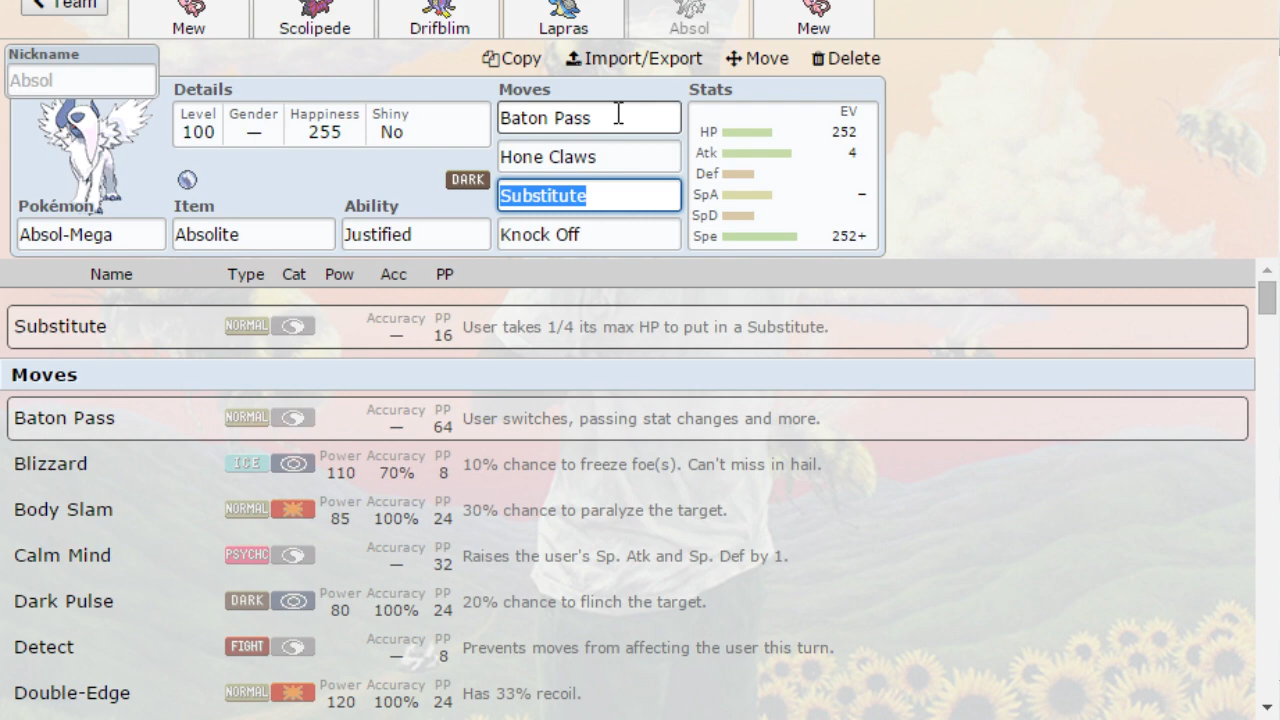 Team
Mew
Scolipede
Drifblim
Lapras
Absol
Mew
Nickname
Absol
Copy
Import/Export
Move
Delete
Details
Level
100
Gender
—
Happiness
255
Shiny
No
DARK
Pokémon
Absol-Mega
Item
Absolite
Ability
Justified
Moves
Baton Pass
Hone Claws
Substitute
Knock Off
Stats
EV
HP 252
Atk 4
Def
SpA –
SpD
Spe 252+
Name Type Cat Pow Acc PP
Substitute NORMAL Accuracy — PP 16 User takes 1/4 its max HP to put in a Substitute.
Moves
Baton Pass NORMAL Accuracy — PP 64 User switches, passing stat changes and more.
Blizzard ICE Power 110 Accuracy 70% PP 8 10% chance to freeze foe(s). Can't miss in hail.
Body Slam NORMAL Power 85 Accuracy 100% PP 24 30% chance to paralyze the target.
Calm Mind PSYCHC Accuracy — PP 32 Raises the user's Sp. Atk and Sp. Def by 1.
Dark Pulse DARK Power 80 Accuracy 100% PP 24 20% chance to flinch the target.
Detect FIGHT Accuracy — PP 8 Prevents moves from affecting the user this turn.
Double-Edge NORMAL Power 120 Accuracy 100% PP 24 Has 33% recoil.